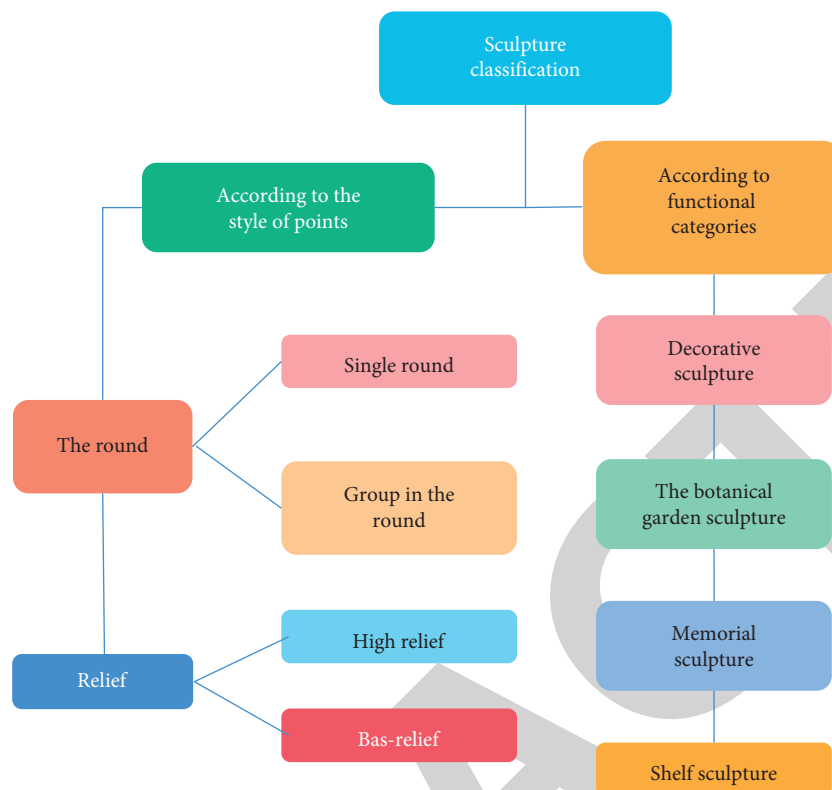 Sculpture
classification
According to the
style of points
According to
functional
categories
The round
Single round
Group in the
round
Relief
High relief
Bas-relief
Decorative
sculpture
The botanical
garden sculpture
Memorial
sculpture
Shelf sculpture